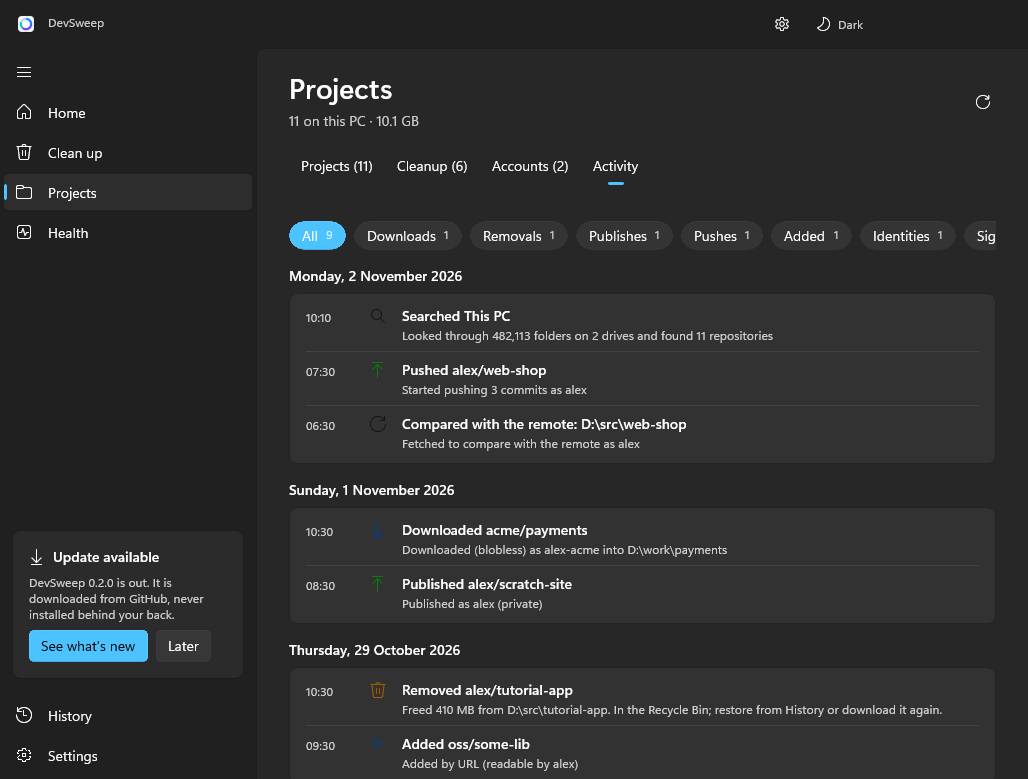 DevSweep
Dark
Home
Clean up
Projects
Health
Update available
DevSweep 0.2.0 is out. It is
downloaded from GitHub, never
installed behind your back.
See what's new
Later
History
Settings
Projects
11 on this PC · 10.1 GB
Projects (11)
Cleanup (6)
Accounts (2)
Activity
All 9
Downloads 1
Removals 1
Publishes 1
Pushes 1
Added 1
Identities 1
Sig
Monday, 2 November 2026
10:10
Searched This PC
Looked through 482,113 folders on 2 drives and found 11 repositories
07:30
Pushed alex/web-shop
Started pushing 3 commits as alex
06:30
Compared with the remote: D:\src\web-shop
Fetched to compare with the remote as alex
Sunday, 1 November 2026
10:30
Downloaded acme/payments
Downloaded (blobless) as alex-acme into D:\work\payments
08:30
Published alex/scratch-site
Published as alex (private)
Thursday, 29 October 2026
10:30
Removed alex/tutorial-app
Freed 410 MB from D:\src\tutorial-app. In the Recycle Bin; restore from History or download it again.
09:30
Added oss/some-lib
Added by URL (readable by alex)